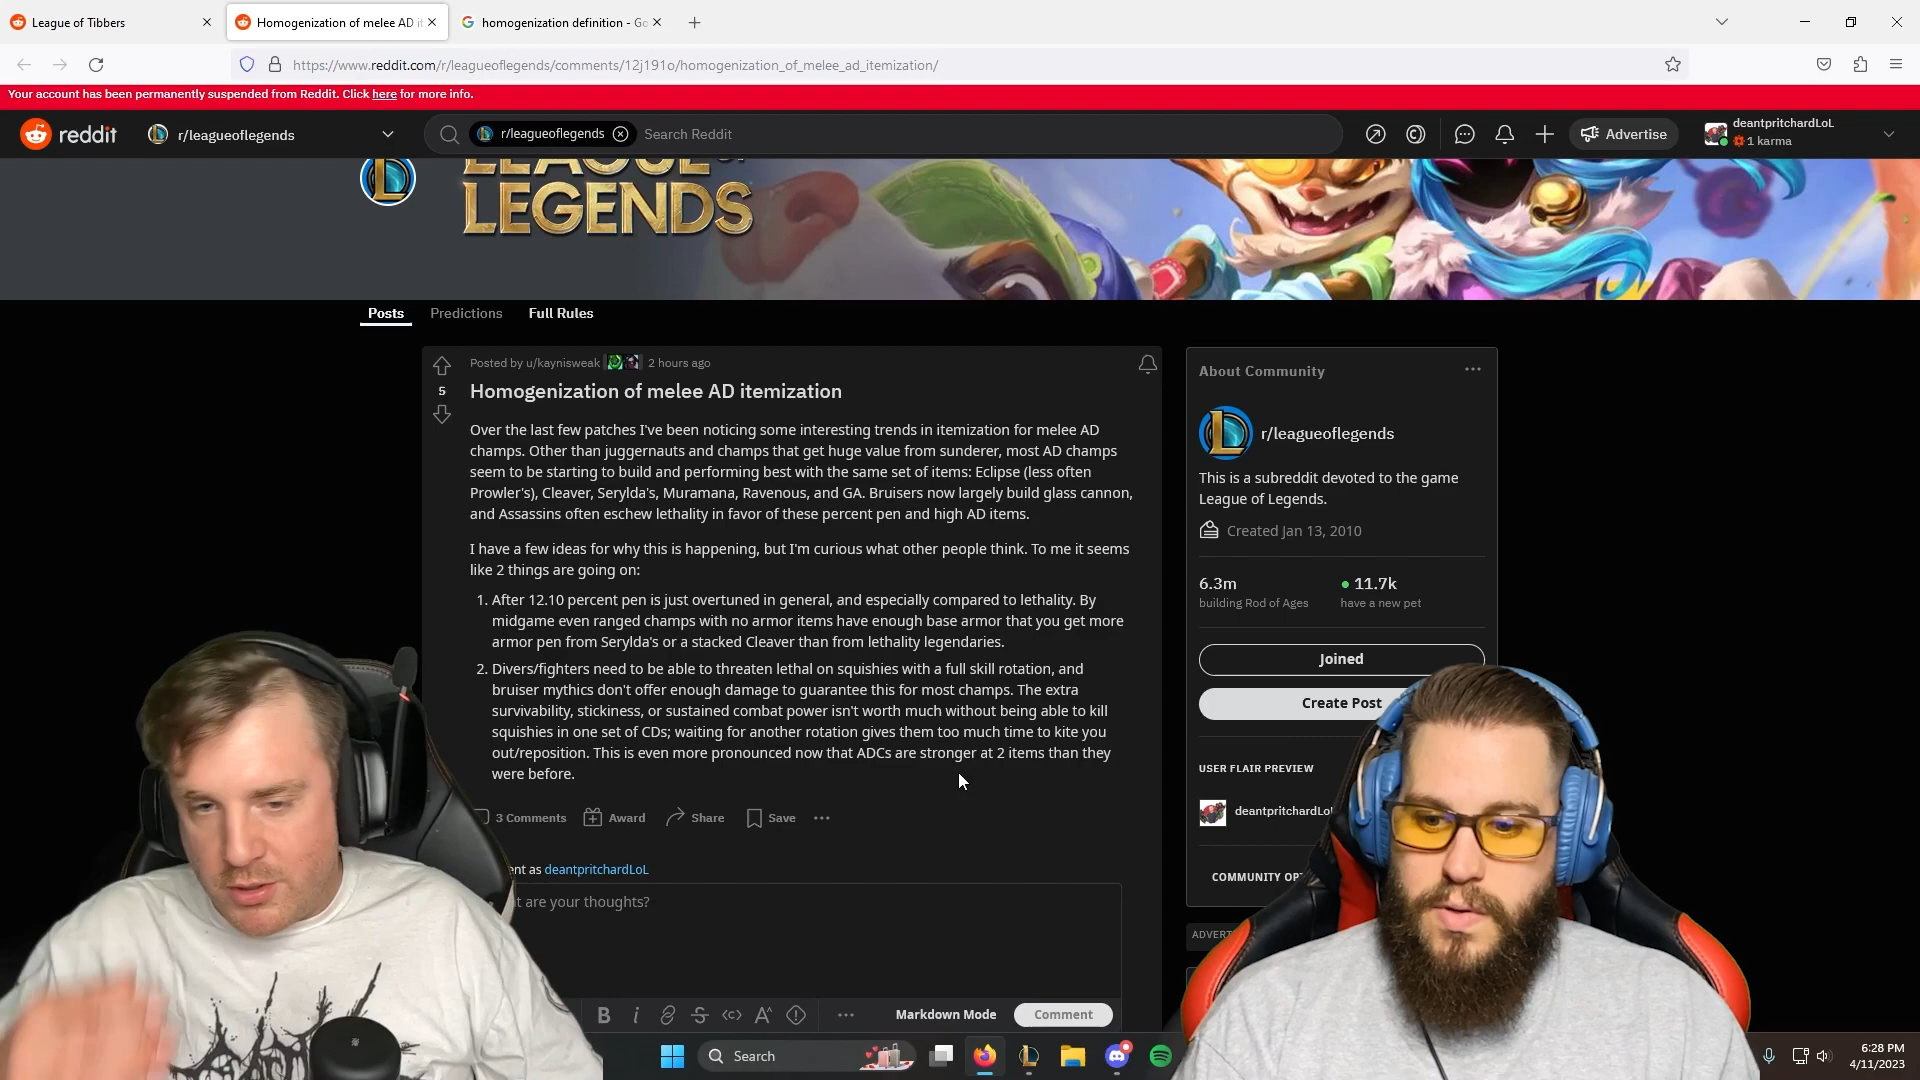 League of Tibbers
Homogenization of melee AD it
homogenization definition - Go
https://www.reddit.com/r/leagueoflegends/comments/12j191o/homogenization_of_melee_ad_itemization/
Your account has been permanently suspended from Reddit. Click here for more info.
reddit
r/leagueoflegends
r/leagueoflegends
Search Reddit
Advertise
deantpritchardLoL
1 karma
LEGENDS
Posts
Predictions
Full Rules
Posted by u/kaynisweak
2 hours ago
5
Homogenization of melee AD itemization
Over the last few patches I've been noticing some interesting trends in itemization for melee AD
champs. Other than juggernauts and champs that get huge value from sunderer, most AD champs
seem to be starting to build and performing best with the same set of items: Eclipse (less often
Prowler's), Cleaver, Serylda's, Muramana, Ravenous, and GA. Bruisers now largely build glass cannon,
and Assassins often eschew lethality in favor of these percent pen and high AD items.
I have a few ideas for why this is happening, but I'm curious what other people think. To me it seems
like 2 things are going on:
1. After 12.10 percent pen is just overtuned in general, and especially compared to lethality. By
midgame even ranged champs with no armor items have enough base armor that you get more
armor pen from Serylda's or a stacked Cleaver than from lethality legendaries.
2. Divers/fighters need to be able to threaten lethal on squishies with a full skill rotation, and
bruiser mythics don't offer enough damage to guarantee this for most champs. The extra
survivability, stickiness, or sustained combat power isn't worth much without being able to kill
squishies in one set of CDs; waiting for another rotation gives them too much time to kite you
out/reposition. This is even more pronounced now that ADCs are stronger at 2 items than they
were before.
3 Comments
Award
Share
Save
ent as deantpritchardLoL
t are your thoughts?
Markdown Mode
Comment
About Community
r/leagueoflegends
This is a subreddit devoted to the game
League of Legends.
Created Jan 13, 2010
6.3m
11.7k
building Rod of Ages
have a new pet
Joined
Create Post
USER FLAIR PREVIEW
deantpritchardLoL
COMMUNITY OPT
ADVERT
Search
6:28 PM
4/11/2023